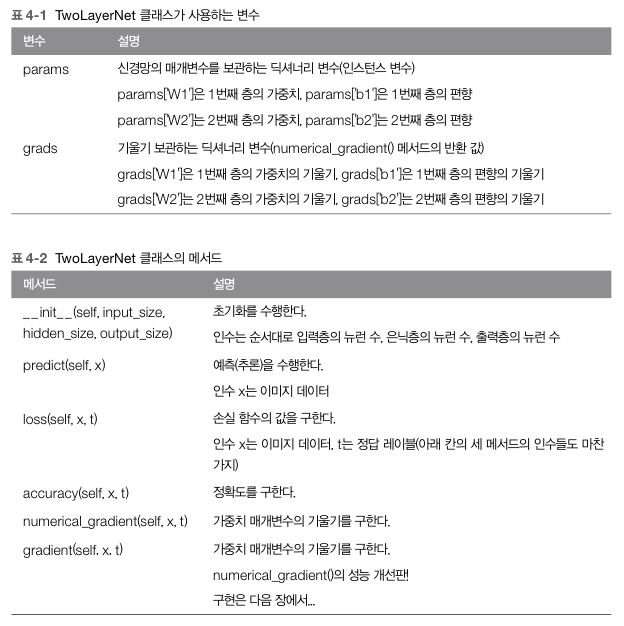 표 4-1 TwoLayerNet 클래스가 사용하는 변수
변수 설명
params 신경망의 매개변수를 보관하는 딕셔너리 변수(인스턴스 변수)
params['W1']은 1번째 층의 가중치, params['b1']은 1번째 층의 편향
params['W2']는 2번째 층의 가중치, params['b2']는 2번째 층의 편향
grads 기울기 보관하는 딕셔너리 변수(numerical_gradient() 메서드의 반환 값)
grads['W1']은 1번째 층의 가중치의 기울기, grads['b1']은 1번째 층의 편향의 기울기
grads['W2']는 2번째 층의 가중치의 기울기, grads['b2']는 2번째 층의 편향의 기울기
표 4-2 TwoLayerNet 클래스의 메서드
메서드 설명
__init__(self, input_size, 초기화를 수행한다.
hidden_size, output_size) 인수는 순서대로 입력층의 뉴런 수, 은닉층의 뉴런 수, 출력층의 뉴런 수
predict(self, x) 예측(추론)을 수행한다.
인수 x는 이미지 데이터
loss(self, x, t) 손실 함수의 값을 구한다.
인수 x는 이미지 데이터, t는 정답 레이블(아래 칸의 세 메서드의 인수들도 마찬
가지)
accuracy(self, x, t) 정확도를 구한다.
numerical_gradient(self, x, t) 가중치 매개변수의 기울기를 구한다.
gradient(self, x, t) 가중치 매개변수의 기울기를 구한다.
numerical_gradient()의 성능 개선판!
구현은 다음 장에서...